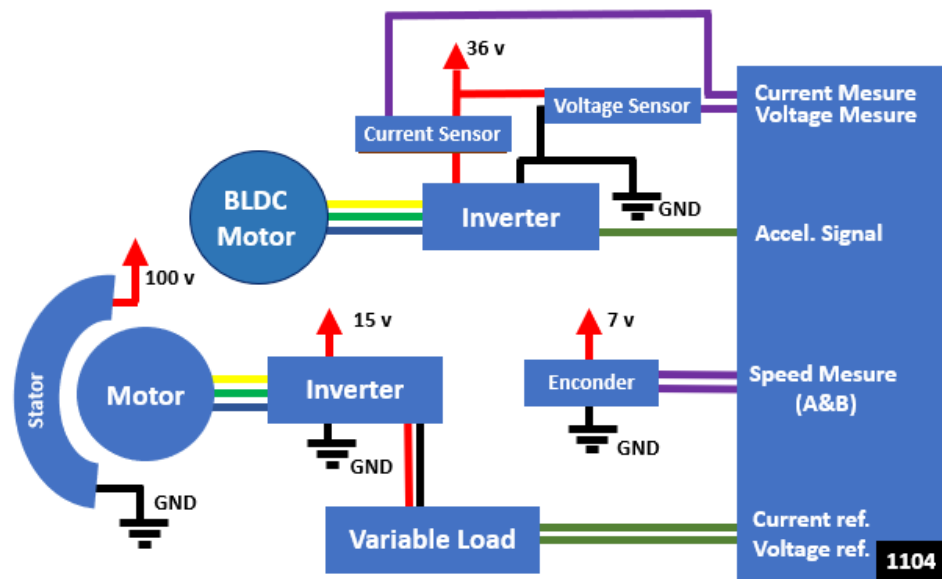 36 v
Current Mesure
Voltage Sensor
Voltage Mesure
Current Sensor
BLDC
Motor
Inverter
GND
Accel. Signal
100 v
15 v
7 v
Stator
Motor
Inverter
Enconder
Speed Mesure
(A&B)
GND
GND
GND
Variable Load
Current ref.
Voltage ref.
1104